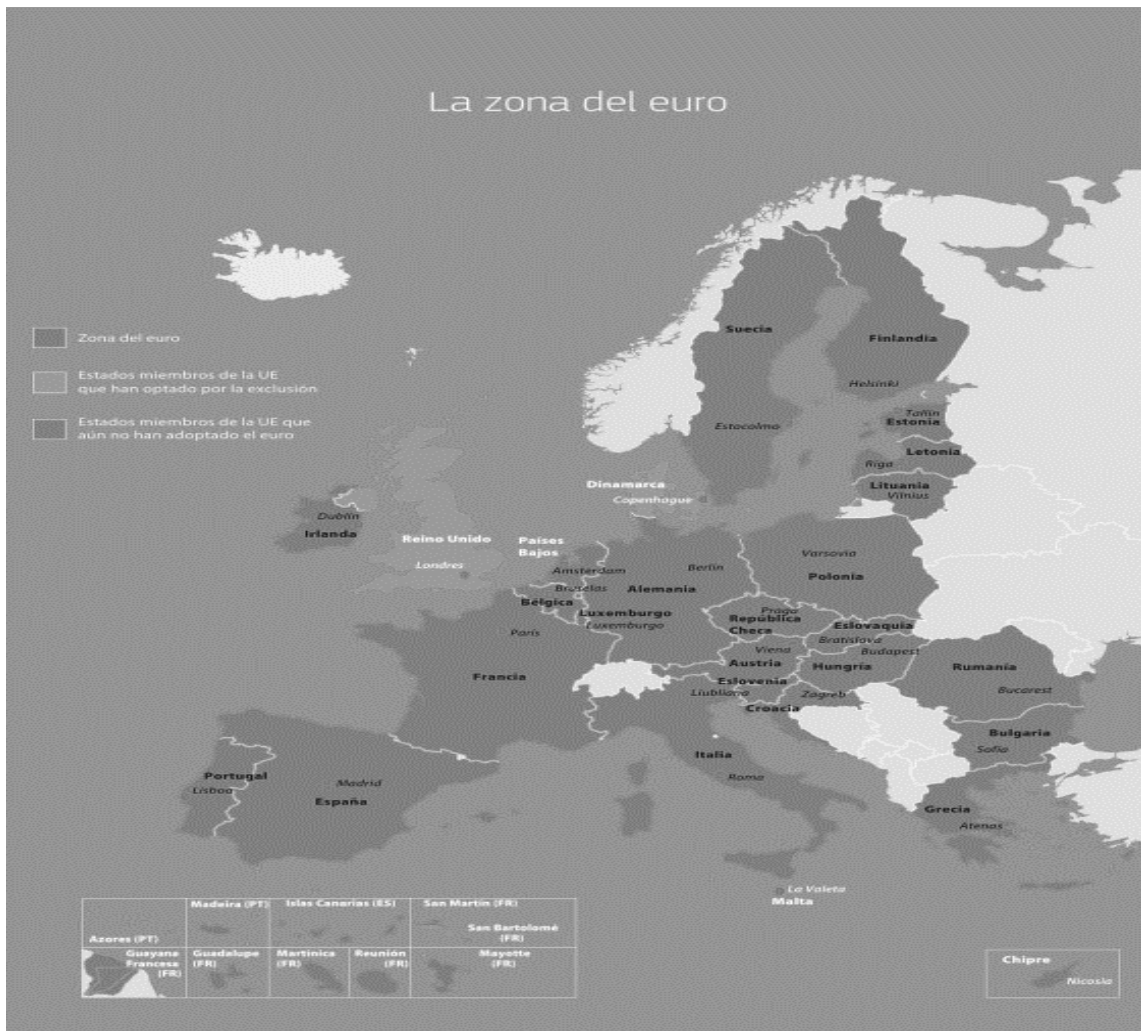 La zona del euro
Zona del euro
Estados miembros de la UE
que han optado por la exclusión
Estados miembros de la UE que
aún no han adoptado el euro
Suecia
Finlandia
Helsinki
Estocolmo
Tallin
Estonia
Letonia
Riga
Lituania
Vilnius
Dinamarca
Copenhague
Dublín
Irlanda
Reino Unido
Londres
Países
Bajos
Amsterdam
Bruselas
Bélgica
Berlín
Alemania
Varsovia
Polonia
Luxemburgo
Luxemburgo
Praga
República
Checa
Eslovaquia
Bratislava
París
Viena
Budapest
Austria
Hungría
Rumanía
Francia
Eslovenia
Liubliana
Zagreb
Bucarest
Croacia
Bulgaria
Sofía
Italia
Roma
Portugal
Lisboa
Madrid
España
Grecia
Atenas
La Valeta
Malta
Azores (PT)
Madeira (PT)
Islas Canarias (ES)
San Martín (FR)
San Bartolomé
(FR)
Guayana
Francesa
(FR)
Guadalupe
(FR)
Martinica
(FR)
Reunión
(FR)
Mayotte
(FR)
Chipre
Nicosia